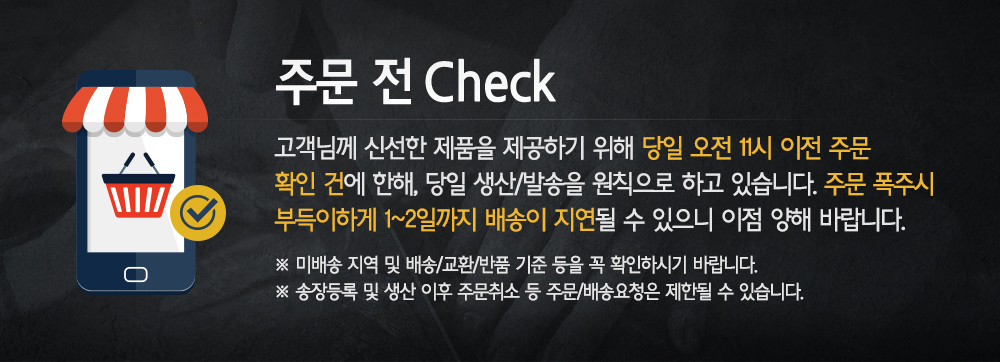 주문 전 Check
고객님께 신선한 제품을 제공하기 위해 당일 오전 11시 이전 주문
확인 건에 한해, 당일 생산/발송을 원칙으로 하고 있습니다. 주문 폭주시
부득이하게 1~2일까지 배송이 지연될 수 있으니 이점 양해 바랍니다.
※ 미배송 지역 및 배송/교환/반품 기준 등을 꼭 확인하시기 바랍니다.
※ 송장등록 및 생산 이후 주문취소 등 주문/배송요청은 제한될 수 있습니다.